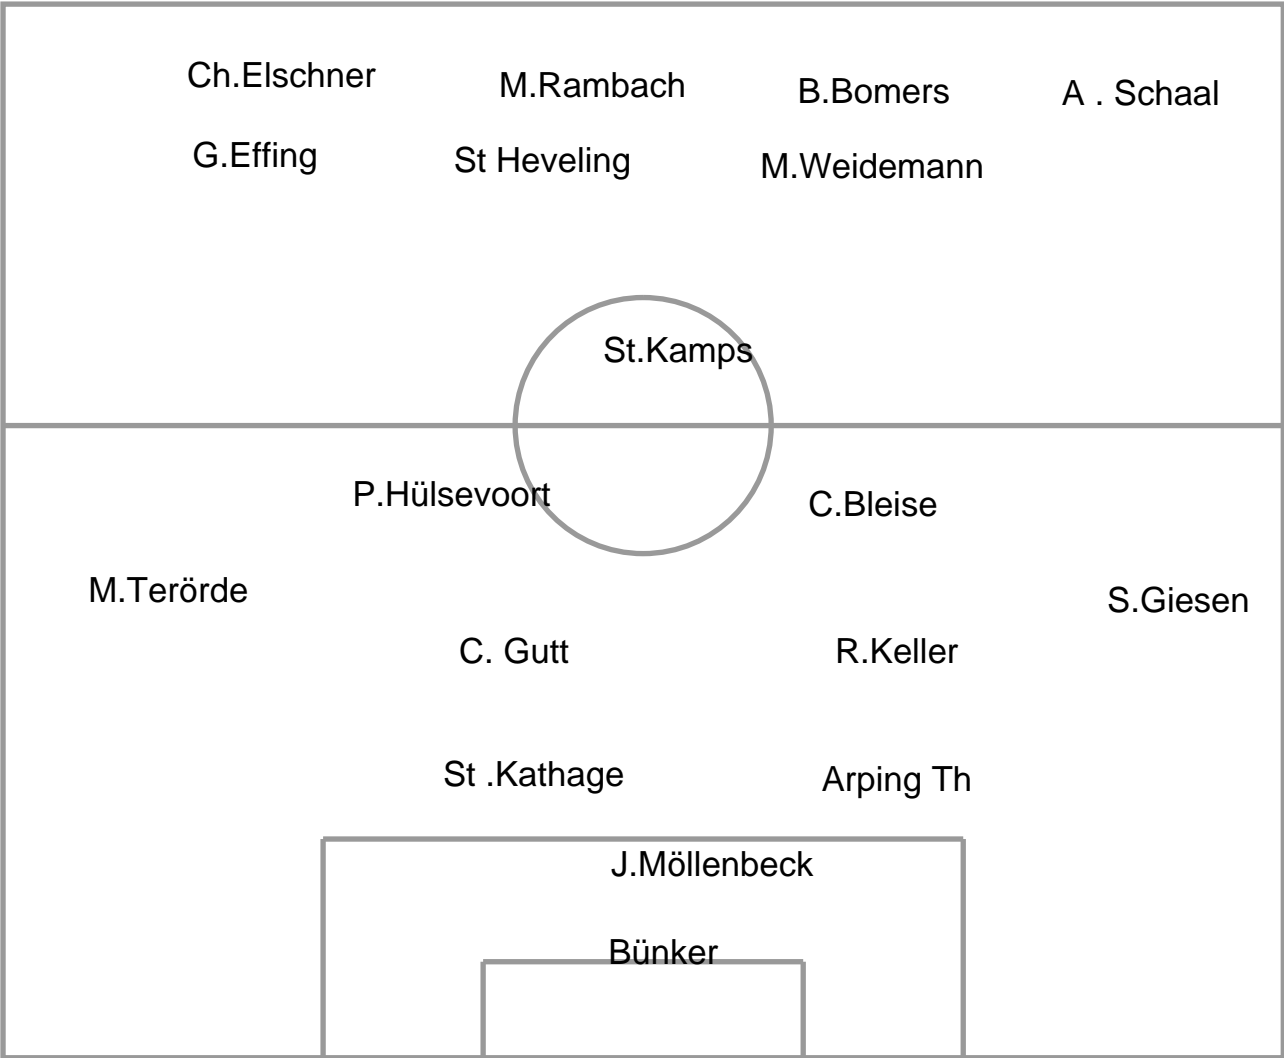 Ch.Elschner
M.Rambach
B.Bomers
A . Schaal
G.Effing
St Heveling
M.Weidemann
St.Kamps
P.Hülsevoort
C.Bleise
M.Terörde
S.Giesen
C. Gutt
R.Keller
St .Kathage
Arping Th
J.Möllenbeck
Bünker